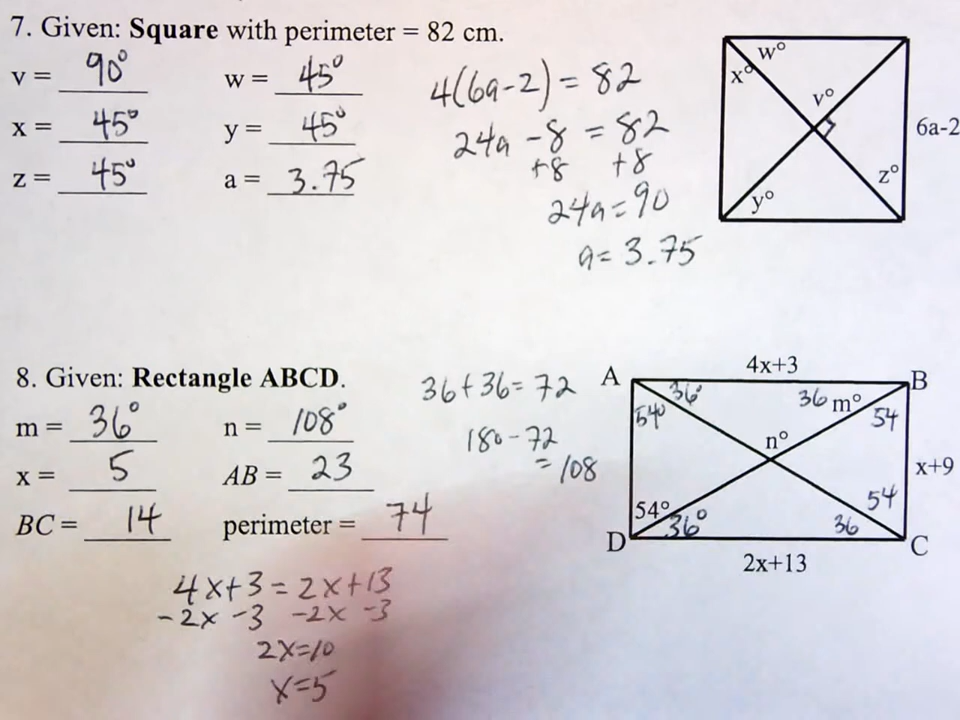 7. Given: Square with perimeter = 82 cm.
v = 90° w = 45°
x = 45° y = 45°
z = 45° a = 3.75
4(6a-2) = 82
24a - 8 = 82
+8 +8
24a = 90
a = 3.75
w°
x°
v°
6a-2
z°
y°
8. Given: Rectangle ABCD.
m = 36° n = 108°
x = 5 AB = 23
BC = 14 perimeter = 74
4x+3 = 2x+13
-2x -3 -2x -3
2x=10
x=5
36+36=72
180-72
=108
4x+3
A 36° 36 m° B
54° 54
n°
x+9
54° 54
D 36° 36 C
2x+13